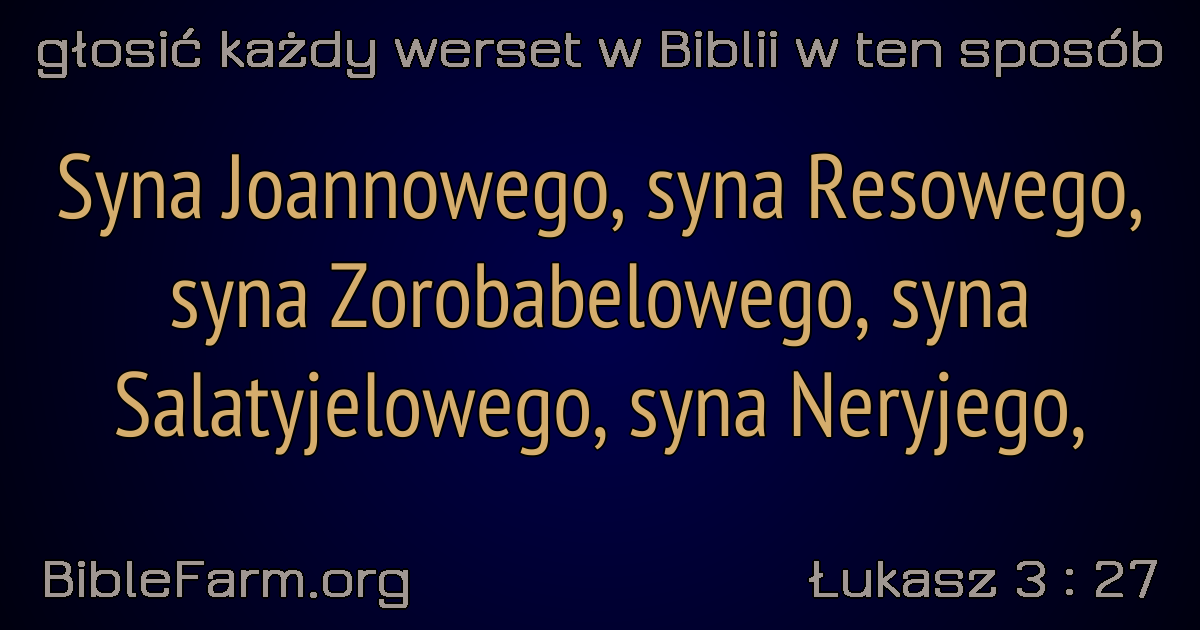 głosić każdy werset w Biblii w ten sposób
Syna Joannowego, syna Resowego,
syna Zorobabelowego, syna
Salatyjelowego, syna Neryjego,
BibleFarm.org
Łukasz 3 : 27